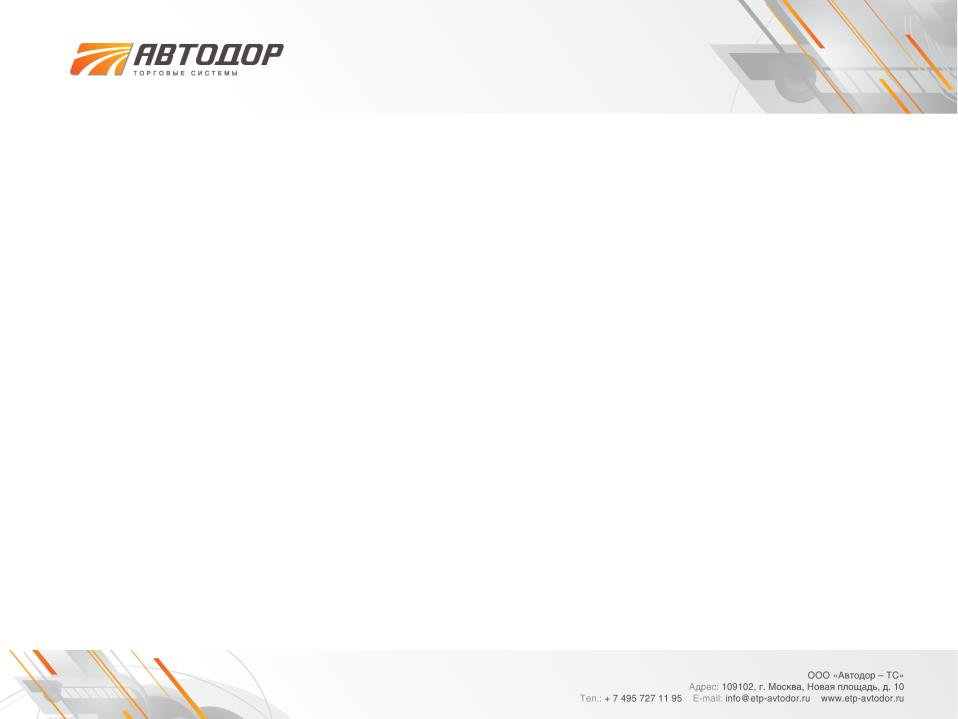 АВТОДОР
ТОРГОВЫЕ СИСТЕМЫ
ООО «Автодор – ТС»
Адрес: 109102, г. Москва, Новая площадь, д. 10
Тел.: + 7 495 727 11 95 E-mail: info@etp-avtodor.ru www.etp-avtodor.ru